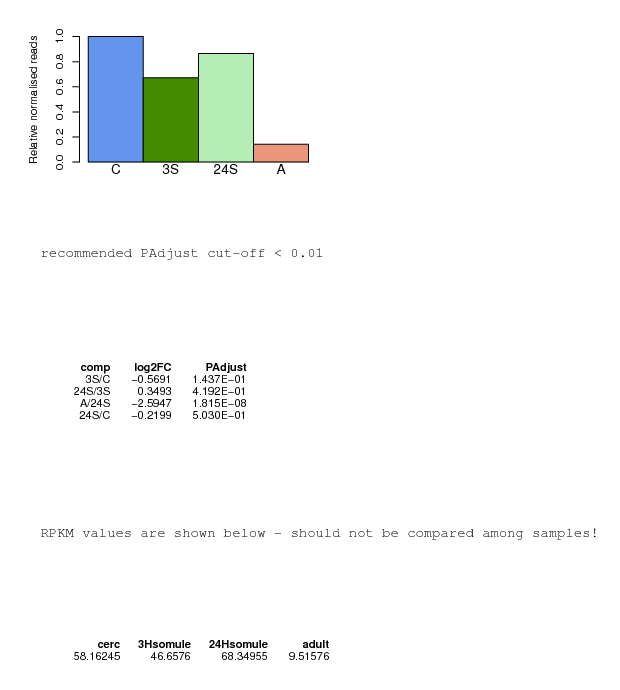 Relative normalised reads
1.0
0.8
0.6
0.4
0.2
0.0
C 3S 24S A
recommended PAdjust cut-off < 0.01
comp log2FC PAdjust
3S/C −0.5691 1.437E−01
24S/3S 0.3493 4.192E−01
A/24S −2.5947 1.815E−08
24S/C −0.2199 5.030E−01
RPKM values are shown below - should not be compared among samples!
cerc 3Hsomule 24Hsomule adult
58.16245 46.6576 68.34955 9.51576